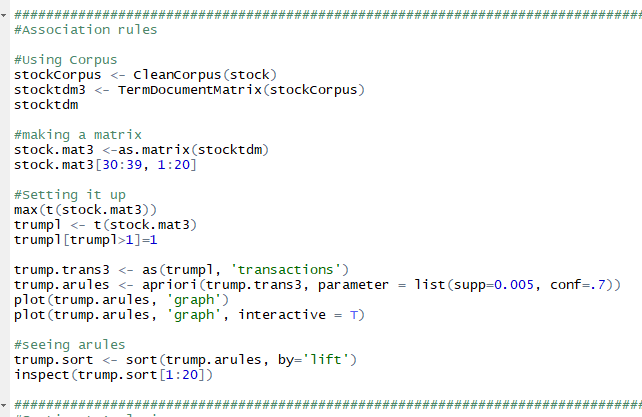 ################################################################################
#Association rules
#Using Corpus
stockCorpus <- CleanCorpus(stock)
stocktdm3 <- TermDocumentMatrix(stockCorpus)
stocktdm
#making a matrix
stock.mat3 <-as.matrix(stocktdm)
stock.mat3[30:39, 1:20]
#Setting it up
max(t(stock.mat3))
trumpl <- t(stock.mat3)
trumpl[trumpl>1]=1
trump.trans3 <- as(trumpl, 'transactions')
trump.arules <- apriori(trump.trans3, parameter = list(supp=0.005, conf=.7))
plot(trump.arules, 'graph')
plot(trump.arules, 'graph', interactive = T)
#seeing arules
trump.sort <- sort(trump.arules, by='lift')
inspect(trump.sort[1:20])
################################################################################